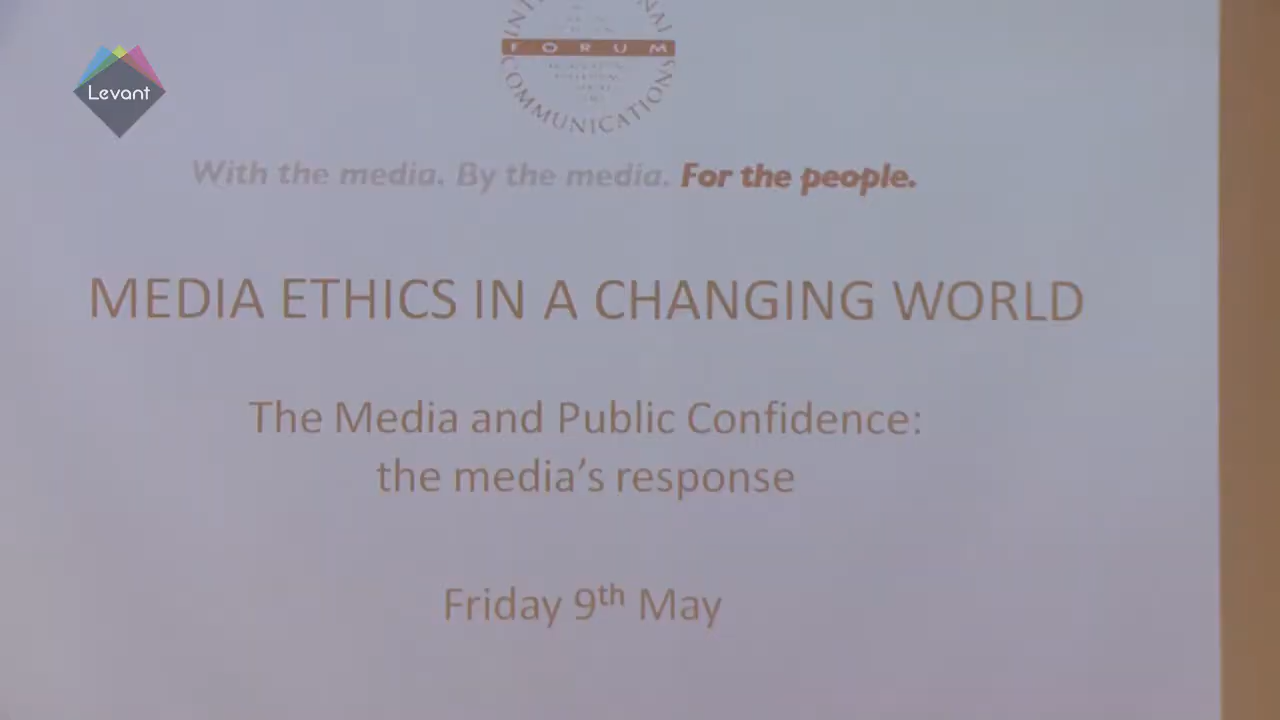 Levant
FORUM
COMMUNICATIONS
With the media. By the media. For the people.
MEDIA ETHICS IN A CHANGING WORLD
The Media and Public Confidence:
the media's response
Friday 9th May